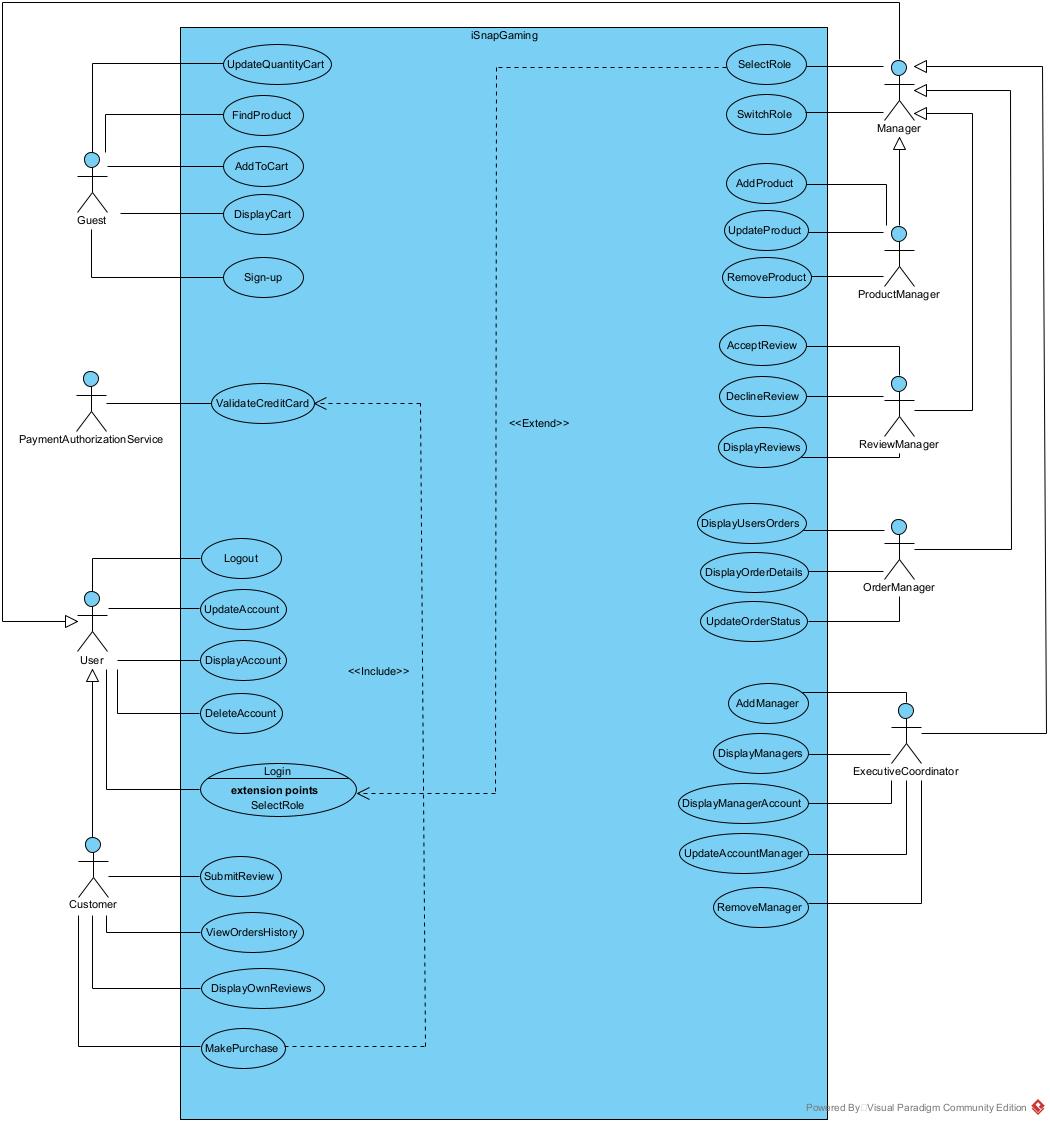 iSnapGaming
UpdateQuantityCart
FindProduct
AddToCart
DisplayCart
Sign-up
Guest
ValidateCreditCard
PaymentAuthorizationService
Logout
UpdateAccount
DisplayAccount
DeleteAccount
User
Login
extension points
SelectRole
SubmitReview
ViewOrdersHistory
DisplayOwnReviews
MakePurchase
Customer
<<Include>>
<<Extend>>
SelectRole
SwitchRole
Manager
AddProduct
UpdateProduct
RemoveProduct
ProductManager
AcceptReview
DeclineReview
DisplayReviews
ReviewManager
DisplayUsersOrders
DisplayOrderDetails
UpdateOrderStatus
OrderManager
AddManager
DisplayManagers
DisplayManagerAccount
UpdateAccountManager
RemoveManager
ExecutiveCoordinator
Powered By Visual Paradigm Community Edition